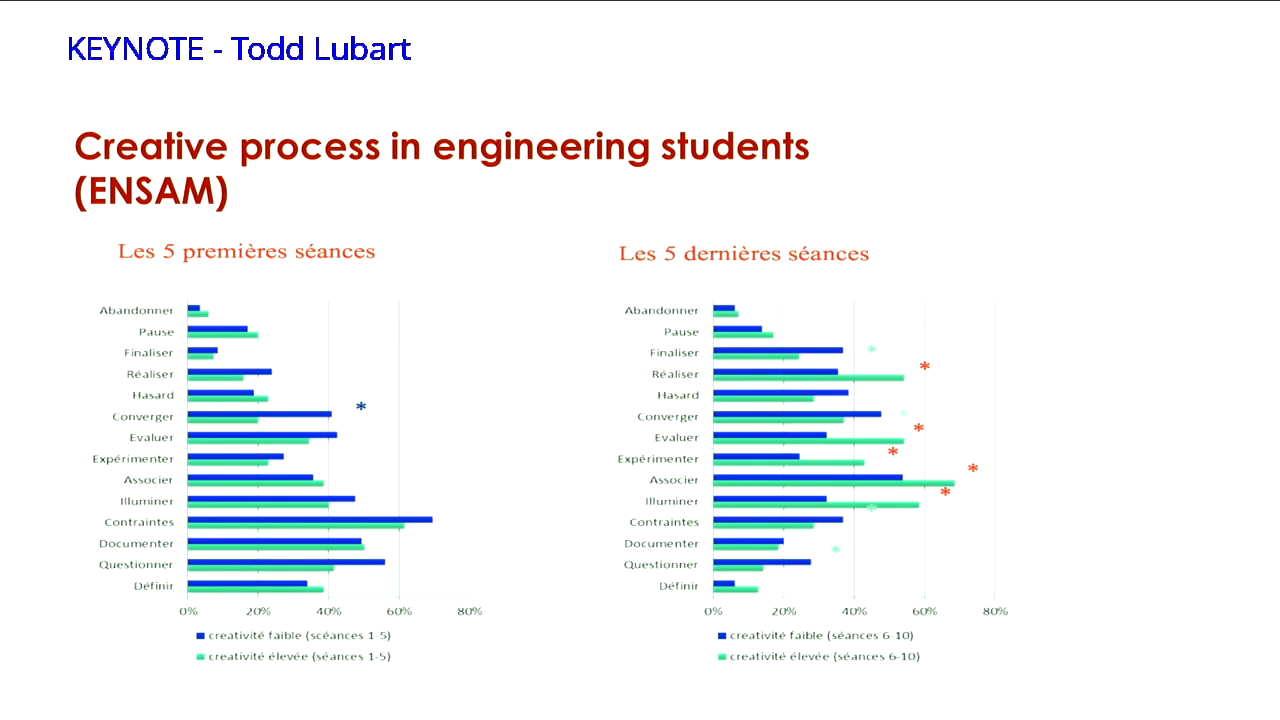 KEYNOTE - Todd Lubart
Creative process in engineering students
(ENSAM)
Les 5 premières séances
Abandonner
Pause
Finaliser
Réaliser
Hasard
Converger
*
Evaluer
Expérimenter
Associer
Illuminer
Contraintes
Documenter
Questionner
Définir
0% 20% 40% 60% 80%
creativité faible (scéances 1-5)
creativité élevée (séances 1-5)
Les 5 dernières séances
Abandonner
Pause
Finaliser *
Réaliser *
Hasard
Converger *
Evaluer *
Expérimenter *
Associer *
Illuminer *
Contraintes *
Documenter
Questionner *
Définir
0% 20% 40% 60% 80%
creativité faible (séances 6-10)
creativité élevée (séances 6-10)